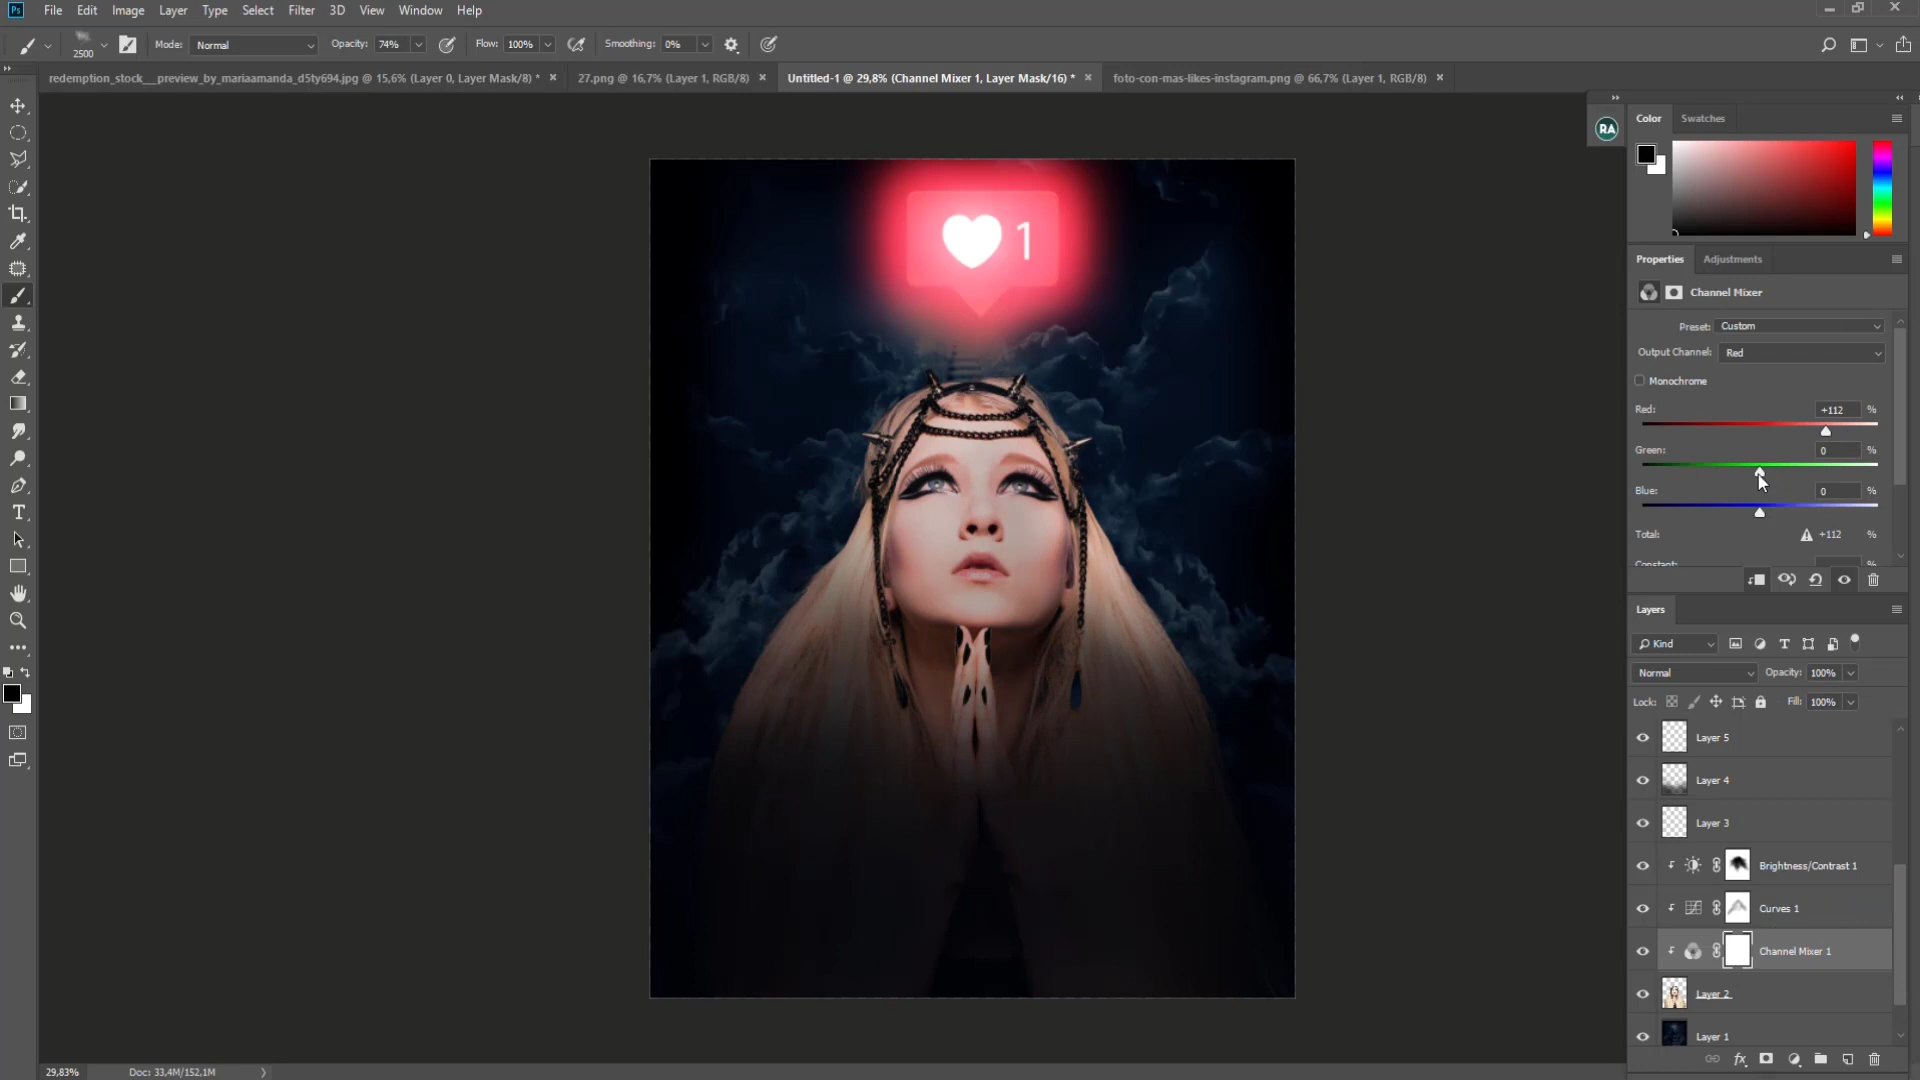 Ps File Edit Image Layer Type Select Filter 3D View Window Help
2500 Mode: Normal Opacity: 74% Flow: 100% Smoothing: 0%
redemption_stock__preview_by_mariaamanda_d5ty694.jpg @ 15,6% (Layer 0, Layer Mask/8) * × 27.png @ 16,7% (Layer 1, RGB/8) × Untitled-1 @ 29,8% (Channel Mixer 1, Layer Mask/16) * × foto-con-mas-likes-instagram.png @ 66,7% (Layer 1, RGB/8) ×
RA
Color Swatches
1
Properties Adjustments
Channel Mixer
Preset: Custom
Output Channel: Red
Monochrome
Red: +112 %
Green: 0 %
Blue: 0 %
Total: +112 %
Constant: %
Layers
Kind
Normal Opacity: 100%
Lock: Fill: 100%
Layer 5
Layer 4
Layer 3
Brightness/Contrast 1
Curves 1
Channel Mixer 1
Layer 2
Layer 1
29,83% Doc: 33,4M/152,1M